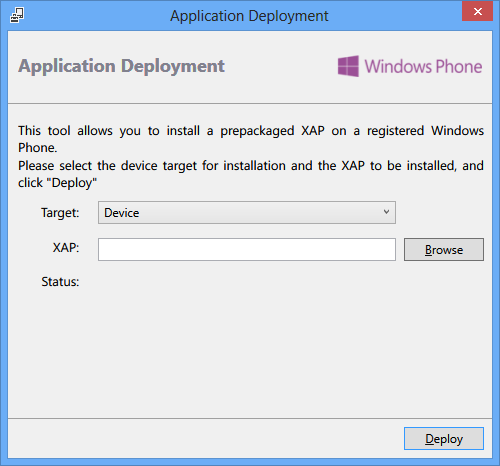 Application Deployment
Application Deployment
Windows Phone
This tool allows you to install a prepackaged XAP on a registered Windows
Phone.
Please select the device target for installation and the XAP to be installed, and
click "Deploy"
Target: Device
XAP: Browse
Status:
Deploy